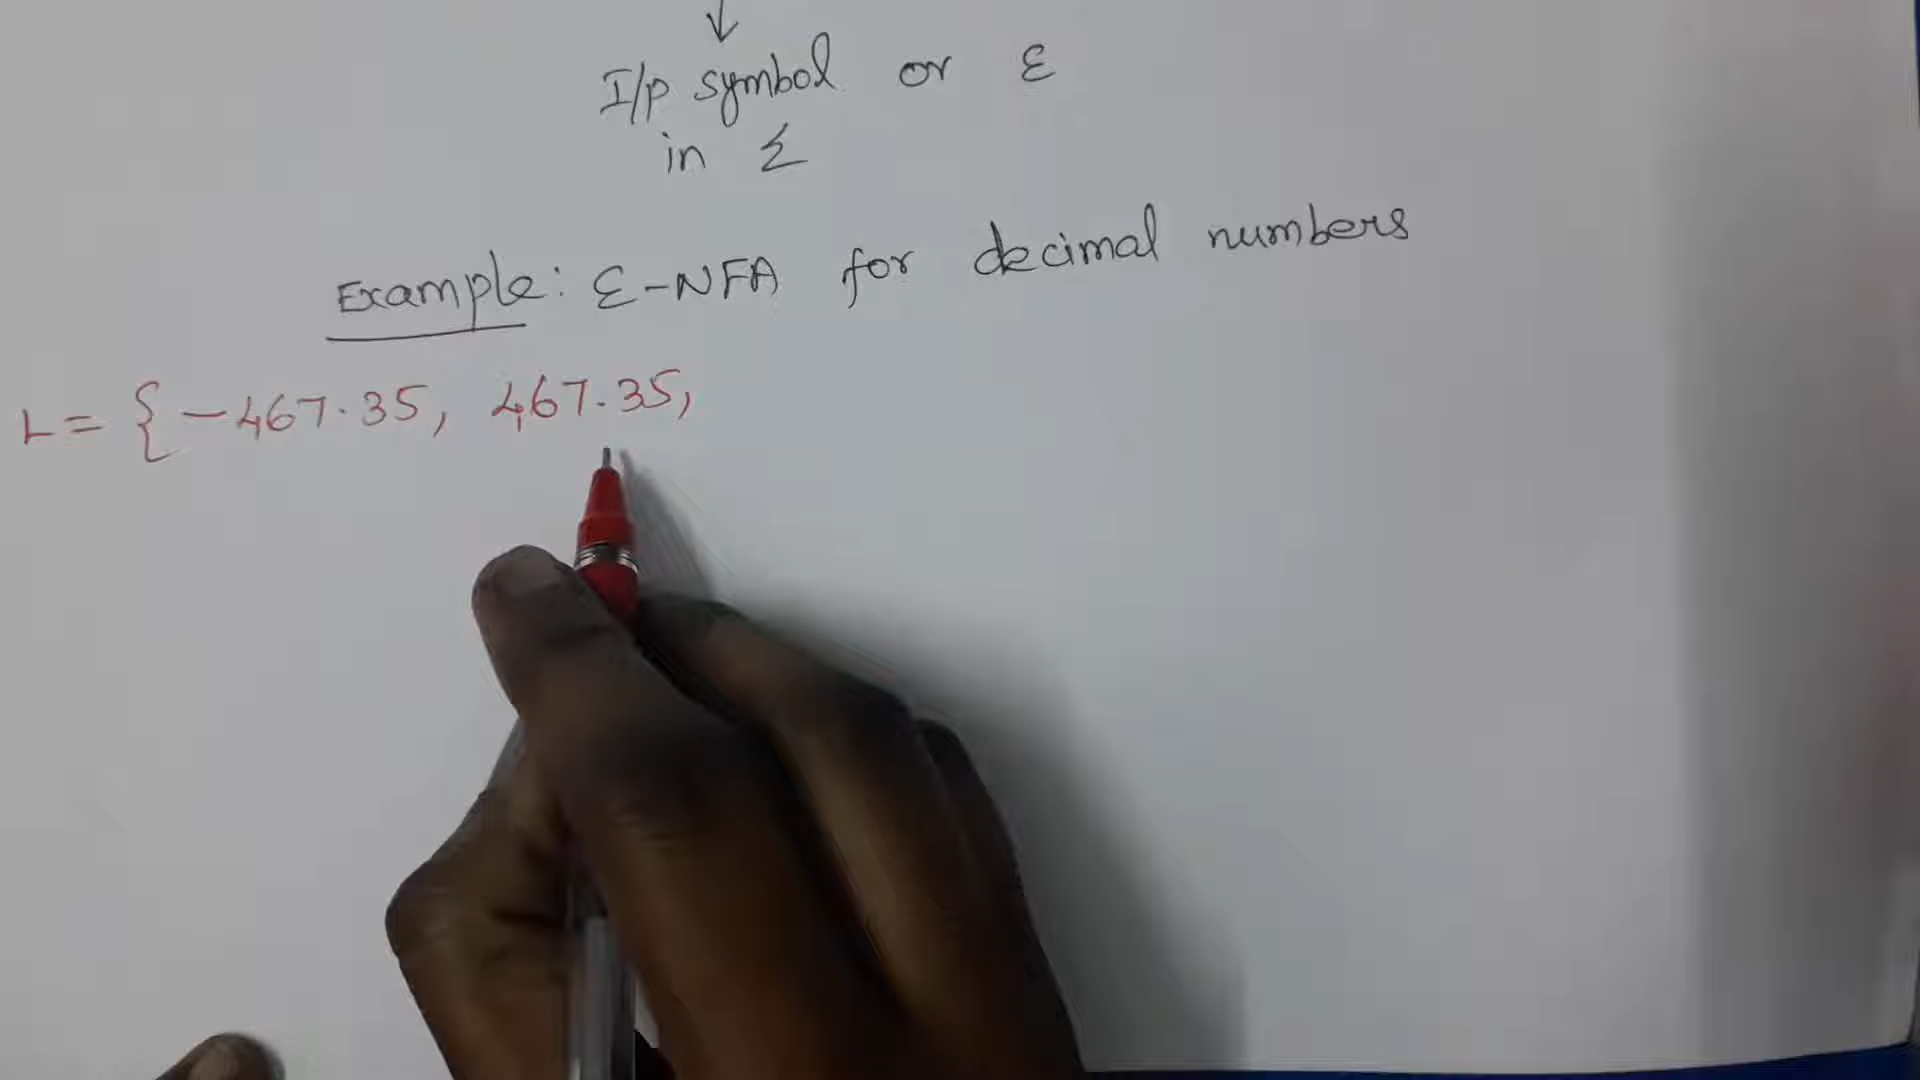 I/p symbol or ε
in Σ
Example: ε-NFA for decimal numbers
L = { -467.35, 467.35,